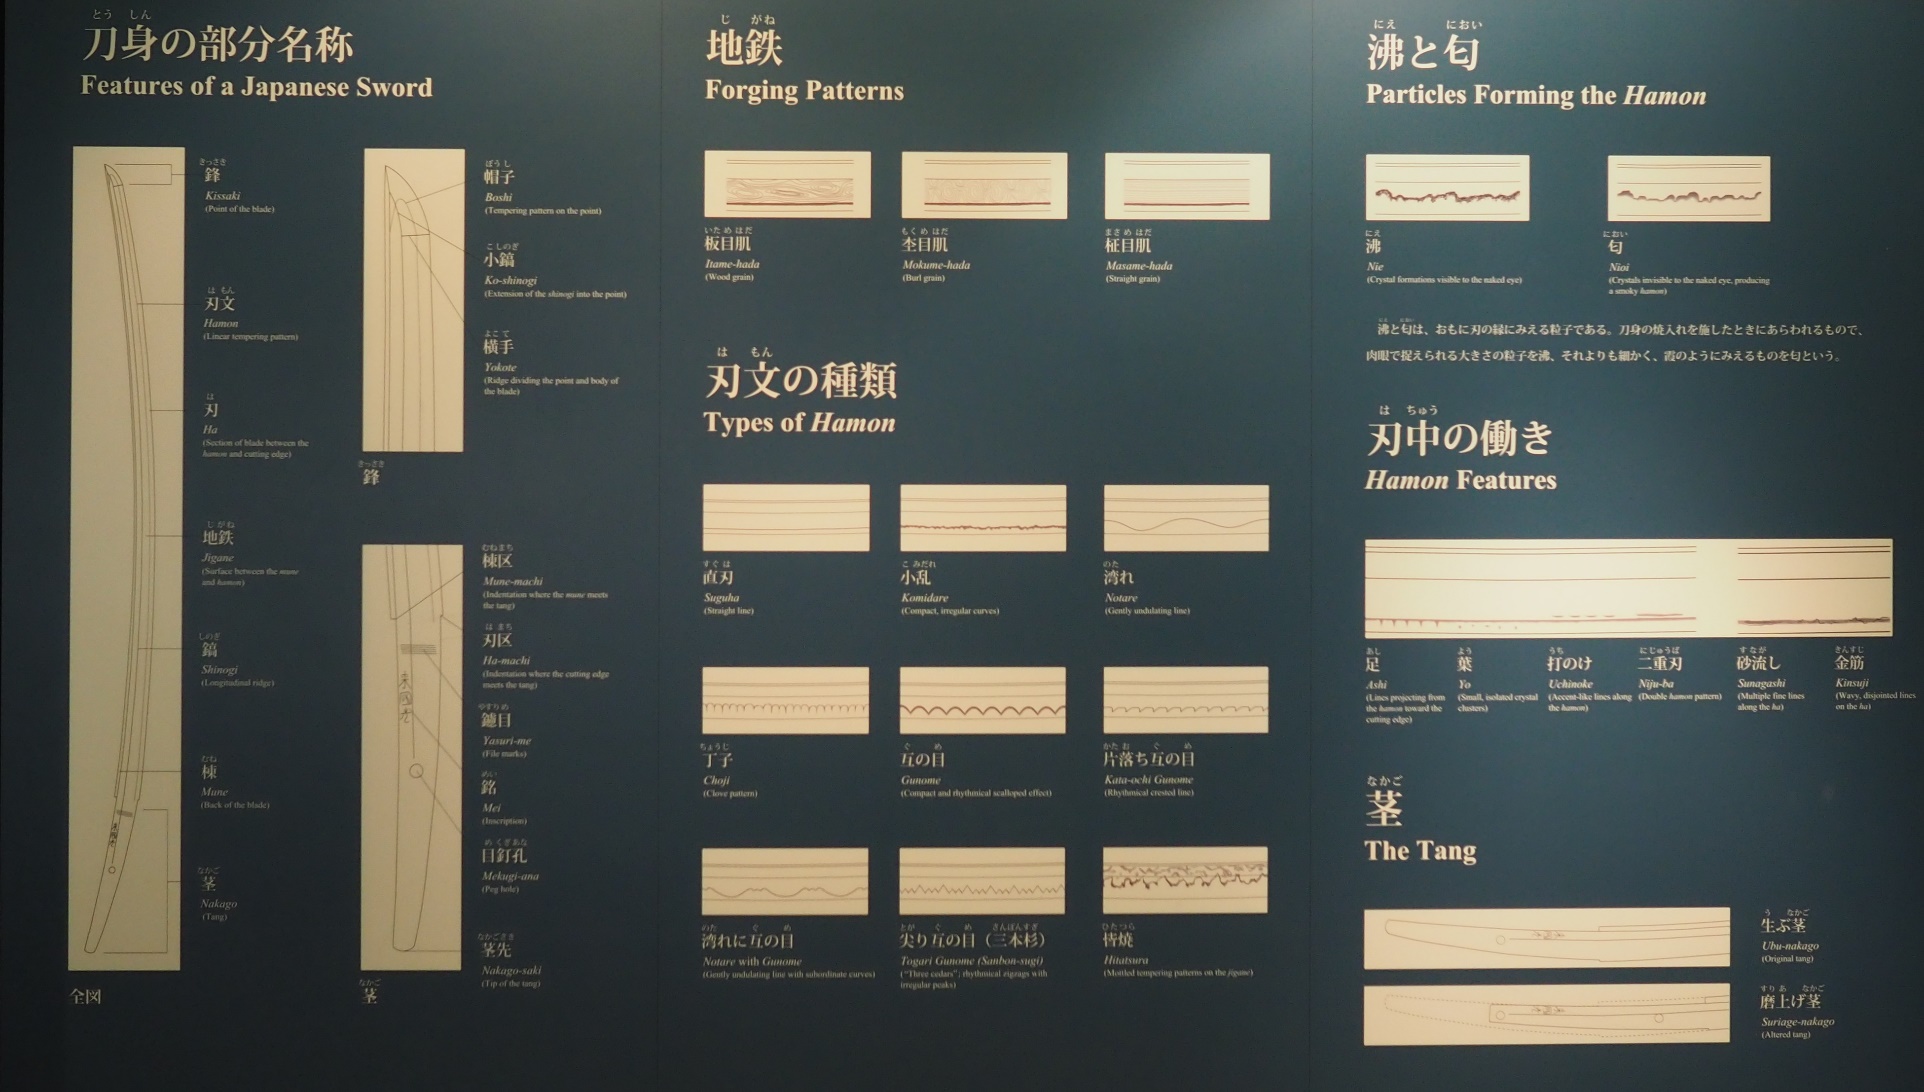 とう しん
刀身の部分名称
Features of a Japanese Sword
きっさき
鋒
Kissaki
(Point of the blade)
は もん
刃文
Hamon
(Linear tempering pattern)
は
刃
Ha
(Section of blade between the
hamon and cutting edge)
じ がね
地鉄
Jigane
(Surface between the mune
and hamon)
しのぎ
鎬
Shinogi
(Longitudinal ridge)
むね
棟
Mune
(Back of the blade)
なかご
茎
Nakago
(Tang)
全図
ぼう し
帽子
Boshi
(Tempering pattern on the point)
こ しのぎ
小鎬
Ko-shinogi
(Extension of the shinogi into the point)
よこ て
横手
Yokote
(Ridge dividing the point and body of
the blade)
きっさき
鋒
むね まち
棟区
Mune-machi
(Indentation where the mune meets
the tang)
は まち
刃区
Ha-machi
(Indentation where the cutting edge
meets the tang)
やすり め
鑢目
Yasuri-me
(File marks)
めい
銘
Mei
(Inscription)
め くぎ あな
目釘孔
Mekugi-ana
(Peg hole)
なかご さき
茎先
Nakago-saki
(Tip of the tang)
なかご
茎
じ がね
地鉄
Forging Patterns
いた め はだ
板目肌
Itame-hada
(Wood grain)
もく め はだ
杢目肌
Mokume-hada
(Burl grain)
まさ め はだ
柾目肌
Masame-hada
(Straight grain)
は もん
刃文の種類
Types of Hamon
すぐ は
直刃
Suguha
(Straight line)
こ みだれ
小乱
Komidare
(Compact, irregular curves)
のた
湾れ
Notare
(Gently undulating line)
ちょうじ
丁子
Choji
(Clove pattern)
ぐ め
互の目
Gunome
(Compact and rhythmical scalloped effect)
かた お ぐ め
片落ち互の目
Kata-ochi Gunome
(Rhythmical crested line)
のた ぐ め
湾れに互の目
Notare with Gunome
(Gently undulating line with subordinate curves)
とが ぐ め さんぼんすぎ
尖り互の目（三本杉）
Togari Gunome (Sanbon-sugi)
("Three cedars"; rhythmical zigzags with
irregular peaks)
ひたつら
皆焼
Hitatsura
(Mottled tempering patterns on the jigane)
にえ におい
沸と匂
Particles Forming the Hamon
にえ
沸
Nie
(Crystal formations visible to the naked eye)
におい
匂
Nioi
(Crystals invisible to the naked eye, producing
a smoky hamon)
沸と匂は、おもに刃の縁にみえる粒子である。刀身の焼入れを施したときにあらわれるもので、
肉眼で捉えられる大きさの粒子を沸、それよりも細かく、霞のようにみえるものを匂という。
は ちゅう
刃中の働き
Hamon Features
あし
足
Ashi
(Lines projecting from
the hamon toward the
cutting edge)
よう
葉
Yo
(Small, isolated crystal
clusters)
うち
打のけ
Uchinoke
(Accent-like lines along
the hamon)
にじゅうば
二重刃
Niju-ba
(Double hamon pattern)
すなが
砂流し
Sunagashi
(Multiple fine lines
along the ha)
きんすじ
金筋
Kinsuji
(Wavy, disjointed lines
on the ha)
なかご
茎
The Tang
う なかご
生ぶ茎
Ubu-nakago
(Original tang)
すり あ なかご
磨上げ茎
Suriage-nakago
(Altered tang)